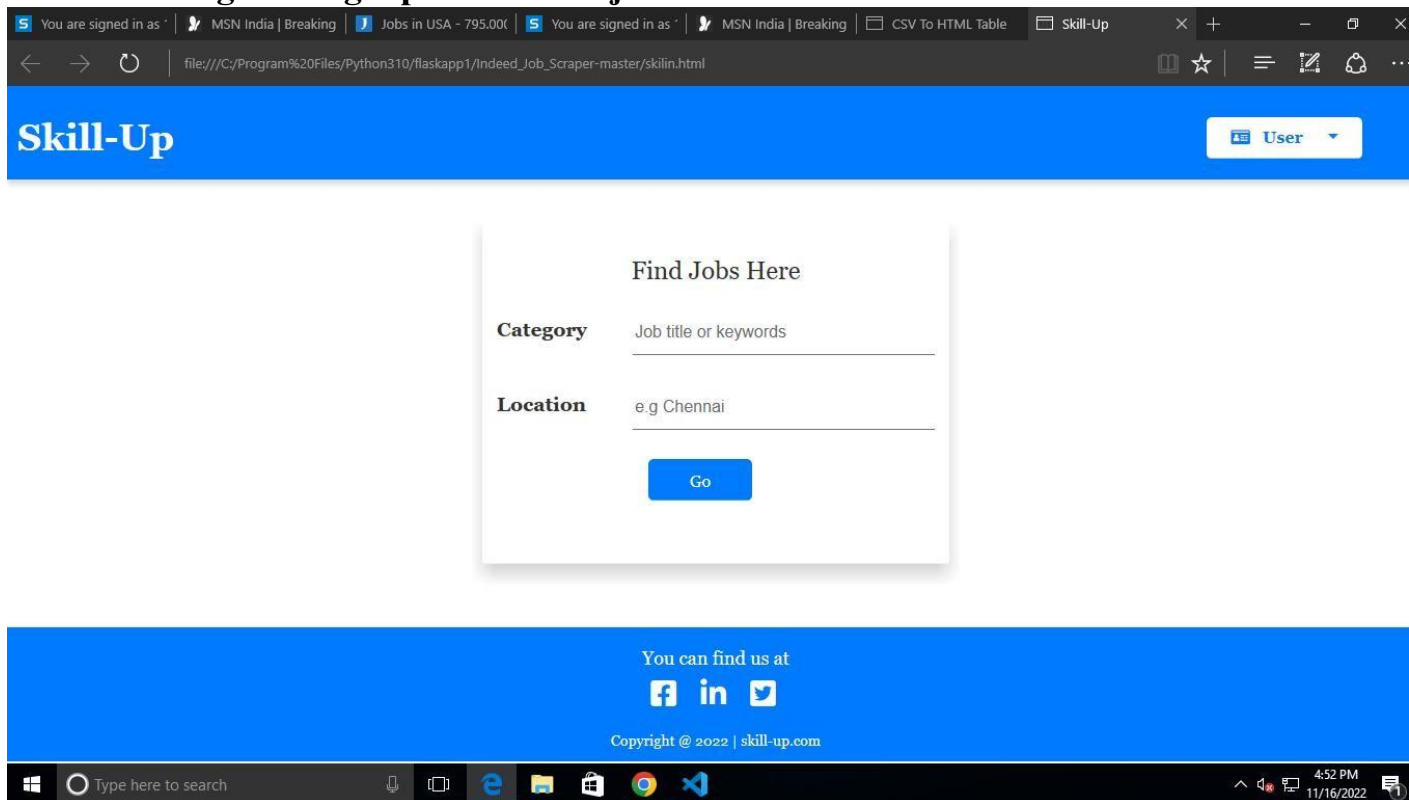 You are signed in as MSN India | Breaking Jobs in USA - 795.00( You are signed in as MSN India | Breaking CSV To HTML Table Skill-Up
file:///C:/Program%20Files/Python310/flaskapp1/Indeed_Job_Scraper-master/skilin.html
Skill-Up
User
Find Jobs Here
Category Job title or keywords
Location e.g Chennai
Go
You can find us at
Copyright @ 2022 | skill-up.com
Type here to search
4:52 PM
11/16/2022